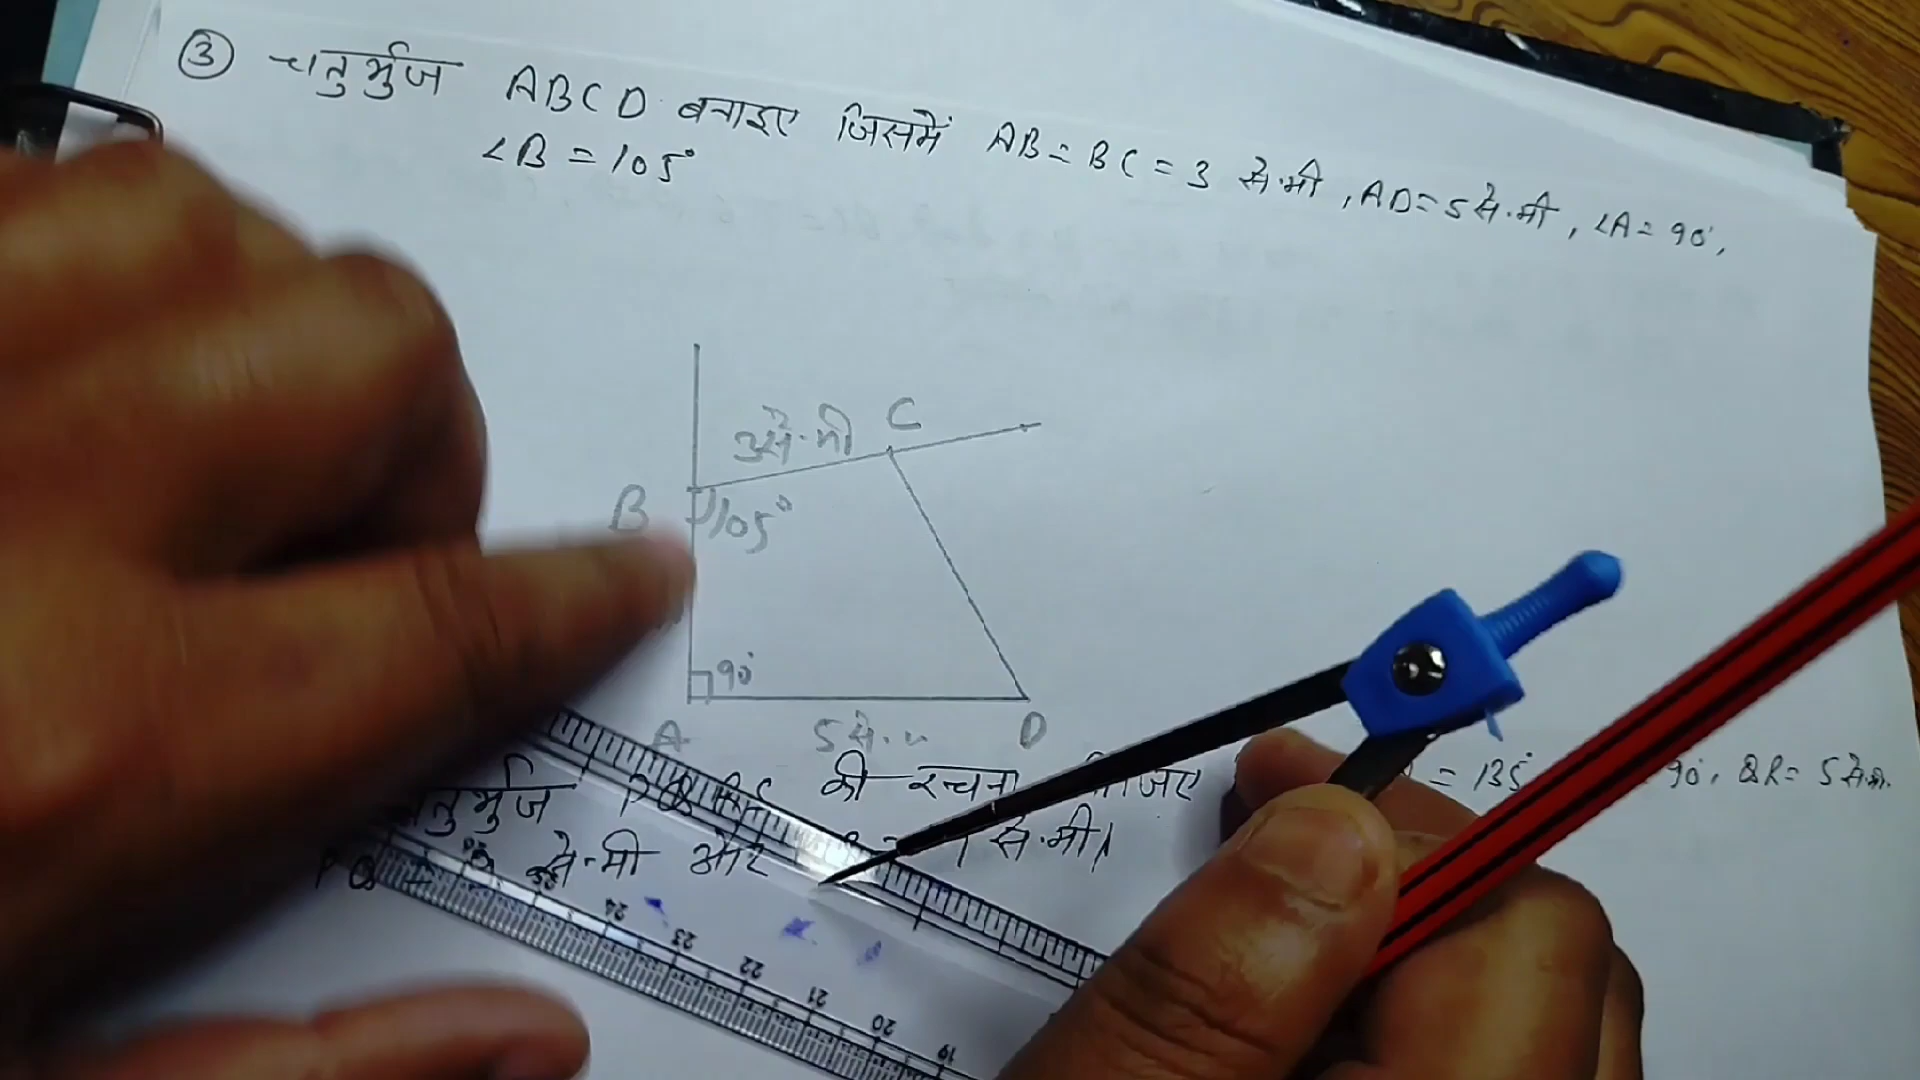 ③ चतुर्भुज ABCD बनाइए जिसमें AB = BC = 3 से.मी, AD = 5 से.मी, ∠A = 90°,
∠B = 105°
C
3 से.मी
B
105°
90°
A
5 से.
D
चतुर्भुज की रचना = 135° 90°, QR = 5 से.मी.
PQ = से.मी और से.मी।
24
23
22
21
20
19